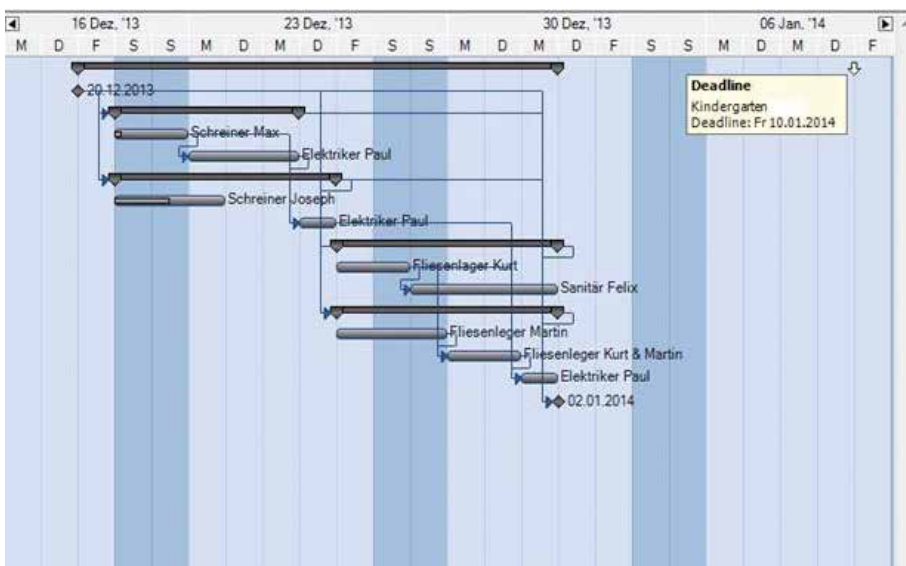 16 Dez, '13 23 Dez, '13 30 Dez, '13 06 Jan, '14
M D F S S M D M D F S S M D M D F S S M D M D F
Deadline
Kindergarten
Deadline: Fr 10.01.2014
20.12.2013
Schreiner Max
Elektriker Paul
Schreiner Joseph
Elektriker Paul
Fliesenlager Kurt
Sanitär Felix
Fliesenleger Martin
Fliesenleger Kurt & Martin
Elektriker Paul
02.01.2014